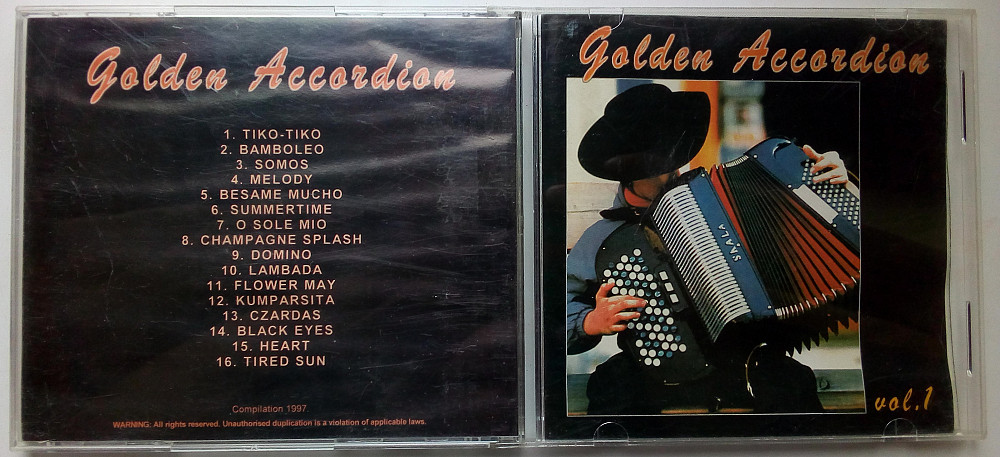 Golden Accordion
1. TIKO-TIKO
2. BAMBOLEO
3. SOMOS
4. MELODY
5. BESAME MUCHO
6. SUMMERTIME
7. O SOLE MIO
8. CHAMPAGNE SPLASH
9. DOMINO
10. LAMBADA
11. FLOWER MAY
12. KUMPARSITA
13. CZARDAS
14. BLACK EYES
15. HEART
16. TIRED SUN
Compilation 1997.
WARNING: All rights reserved. Unauthorised duplication is a violation of applicable laws.
Golden Accordion
SKALA
vol.1